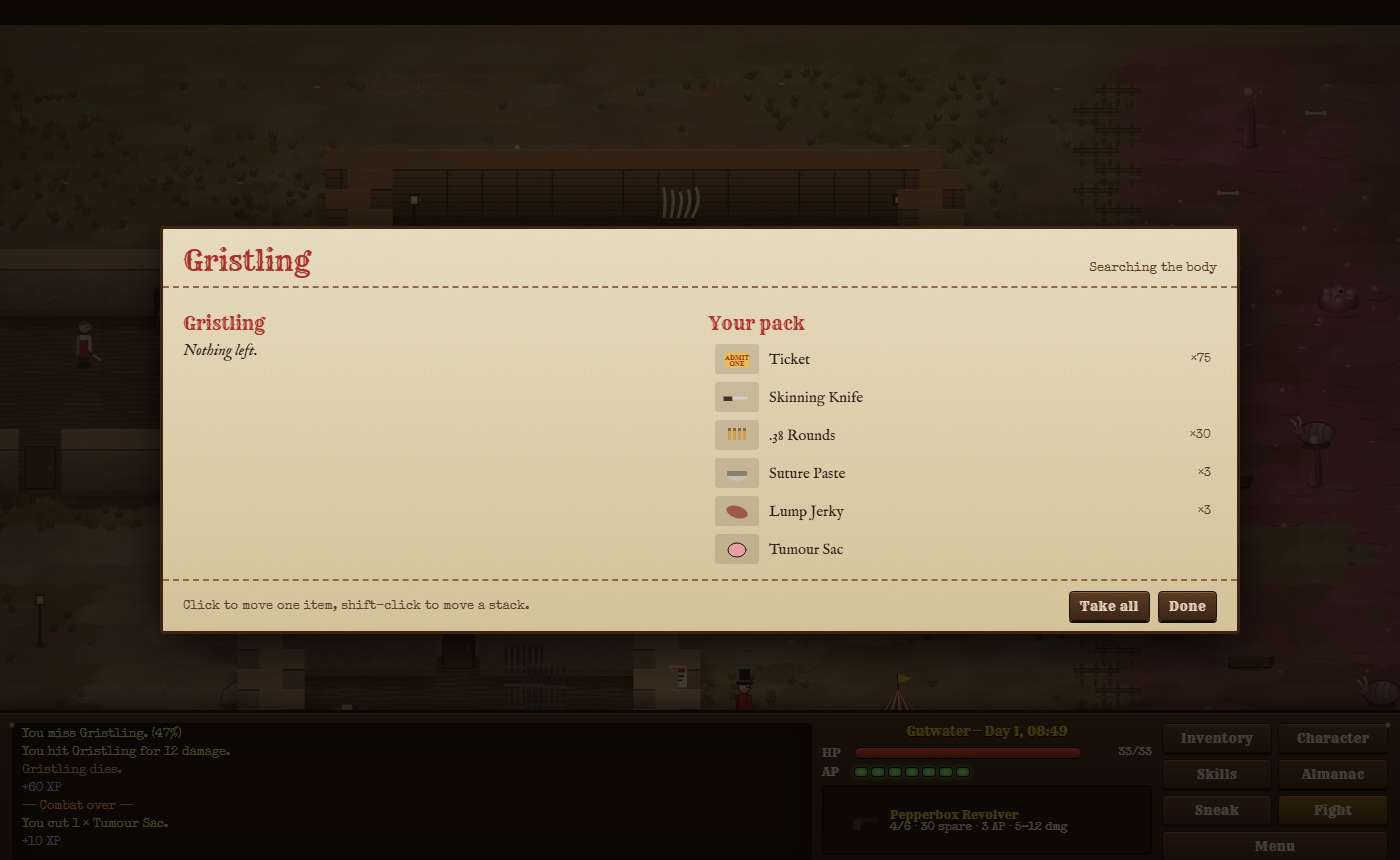 Gristling
Searching the body
Gristling
Nothing left.
Your pack
ADMIT ONE
Ticket ×75
Skinning Knife
.38 Rounds ×30
Suture Paste ×3
Lump Jerky ×3
Tumour Sac
Click to move one item, shift-click to move a stack.
Take all
Done
You miss Gristling. (47%)
You hit Gristling for 12 damage.
Gristling dies.
+60 XP
— Combat over —
You cut 1 × Tumour Sac.
+10 XP
Gutwater – Day 1, 08:49
HP 33/33
AP
Pepperbox Revolver
4/6 · 30 spare · 3 AP · 5-12 dmg
Inventory
Character
Skills
Almanac
Sneak
Fight
Menu